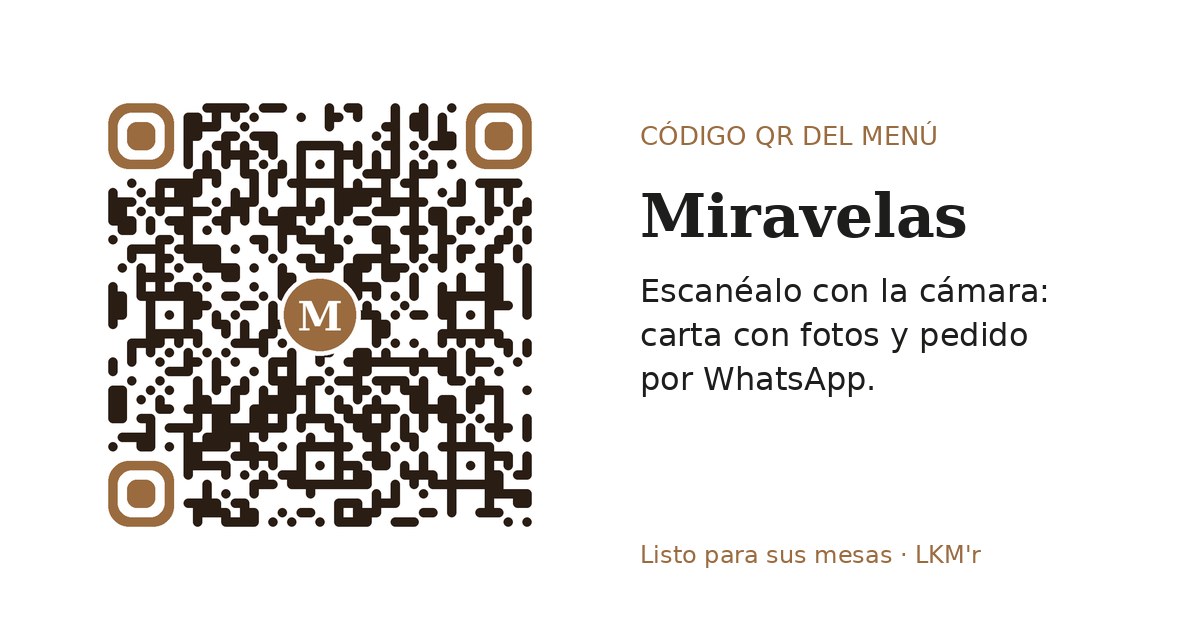 M
CÓDIGO QR DEL MENÚ
Miravelas
Escanéalo con la cámara:
carta con fotos y pedido
por WhatsApp.
Listo para sus mesas · LKM'r